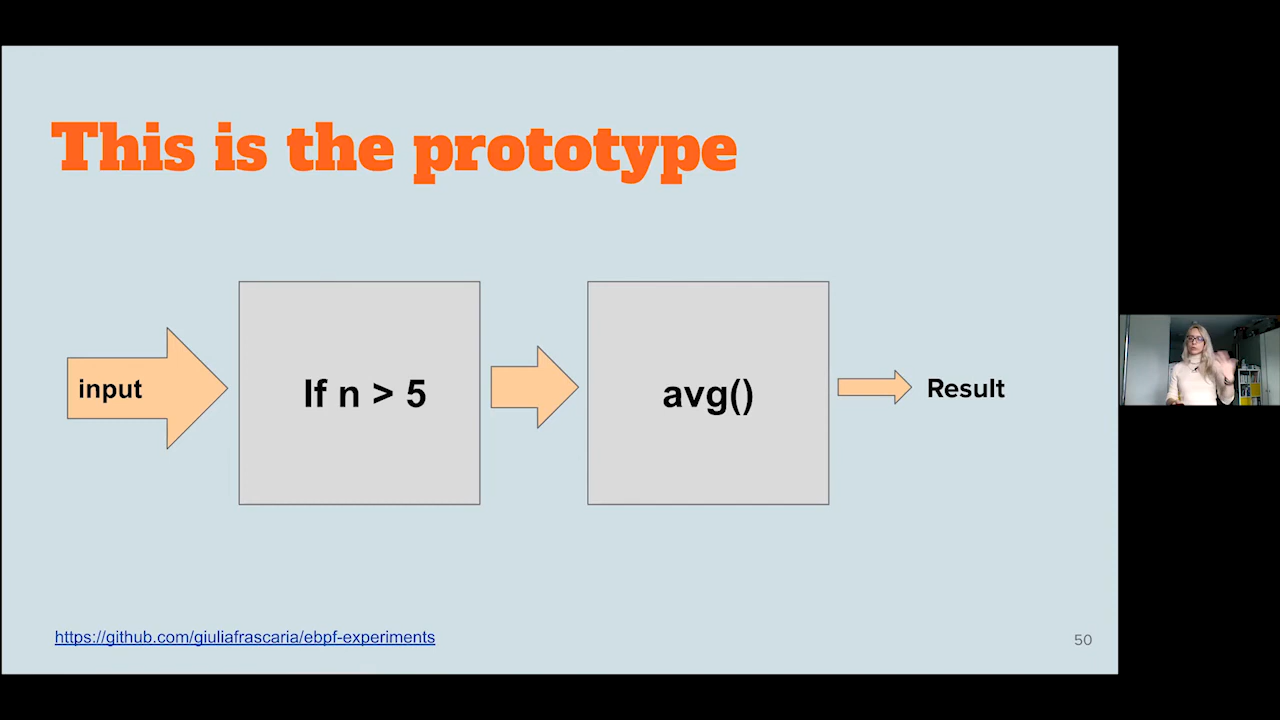 This is the prototype
input
If n > 5
avg()
Result
https://github.com/giuliafrascaria/ebpf-experiments
50